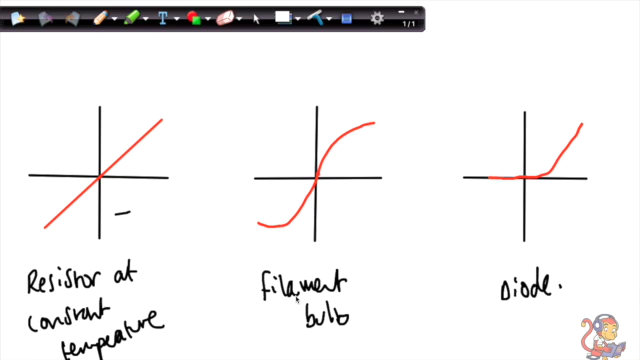 1/1
Resistor at
constant
temperature
filament
bulb
Diode.